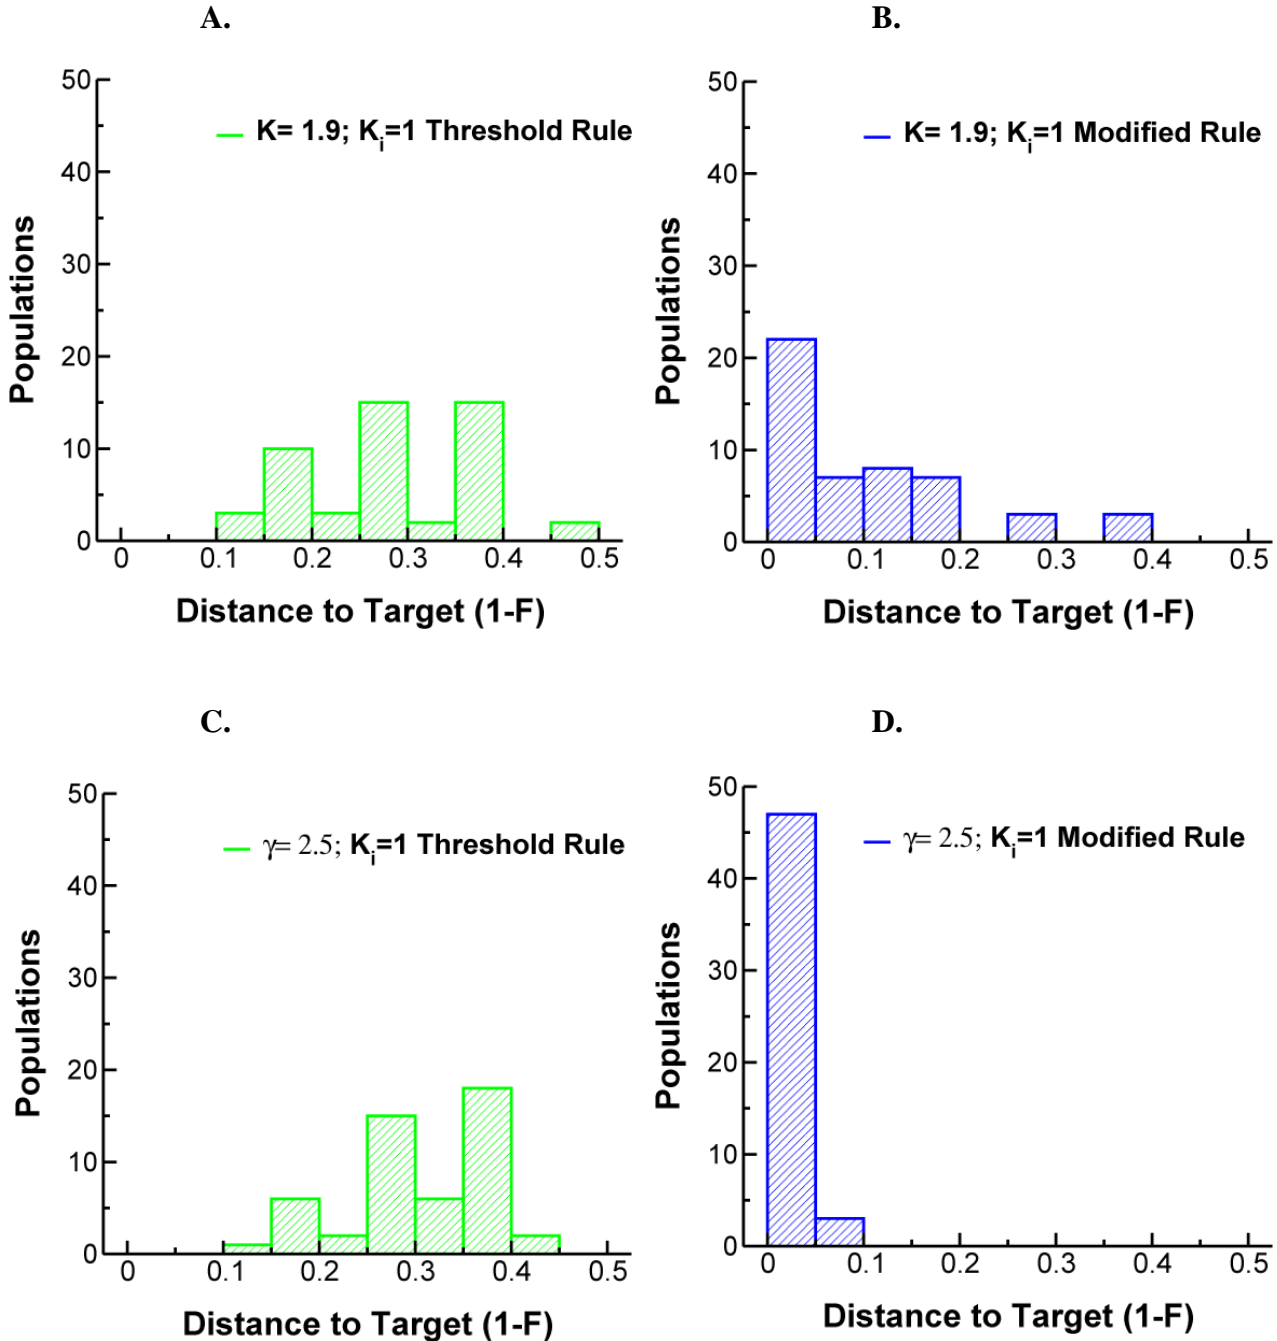 A.
50
40
30
20
10
0
Populations
K= 1.9; Ki=1 Threshold Rule
0 0.1 0.2 0.3 0.4 0.5
Distance to Target (1-F)
B.
50
40
30
20
10
0
Populations
K= 1.9; Ki=1 Modified Rule
0 0.1 0.2 0.3 0.4 0.5
Distance to Target (1-F)
C.
50
40
30
20
10
0
Populations
γ= 2.5; Ki=1 Threshold Rule
0 0.1 0.2 0.3 0.4 0.5
Distance to Target (1-F)
D.
50
40
30
20
10
0
Populations
γ= 2.5; Ki=1 Modified Rule
0 0.1 0.2 0.3 0.4 0.5
Distance to Target (1-F)